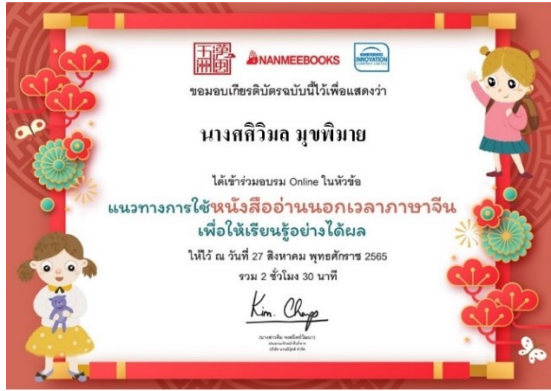 NANMEEBOOKS
INNOVATION
ขอมอบเกียรติบัตรฉบับนี้ไว้เพื่อแสดงว่า
นางศศิวิมล มุขพิมาย
ได้เข้าร่วมอบรม Online ในหัวข้อ
แนวทางการใช้หนังสืออ่านนอกเวลาภาษาจีน
เพื่อให้เรียนรู้อย่างได้ผล
ให้ไว้ ณ วันที่ 27 สิงหาคม พุทธศักราช 2565
รวม 2 ชั่วโมง 30 นาที